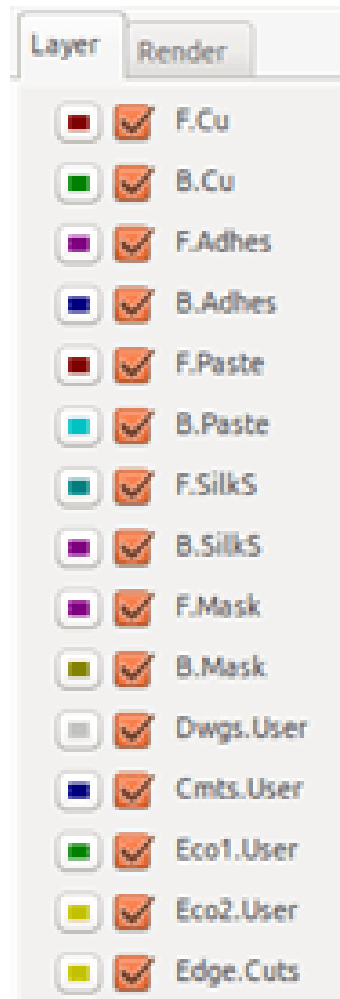 Layer Render
F.Cu
B.Cu
F.Adhes
B.Adhes
F.Paste
B.Paste
F.SilkS
B.SilkS
F.Mask
B.Mask
Dwgs.User
Cmts.User
Eco1.User
Eco2.User
Edge.Cuts